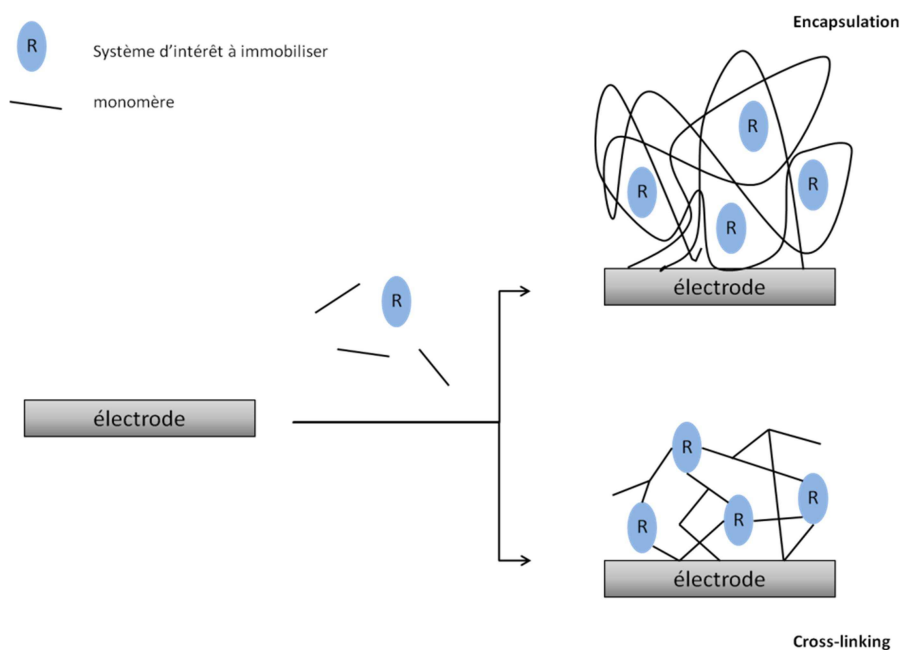 Encapsulation
R
Système d'intérêt à immobiliser
monomère
R
R
R
R
électrode
R
électrode
R
R
R
R
électrode
Cross-linking